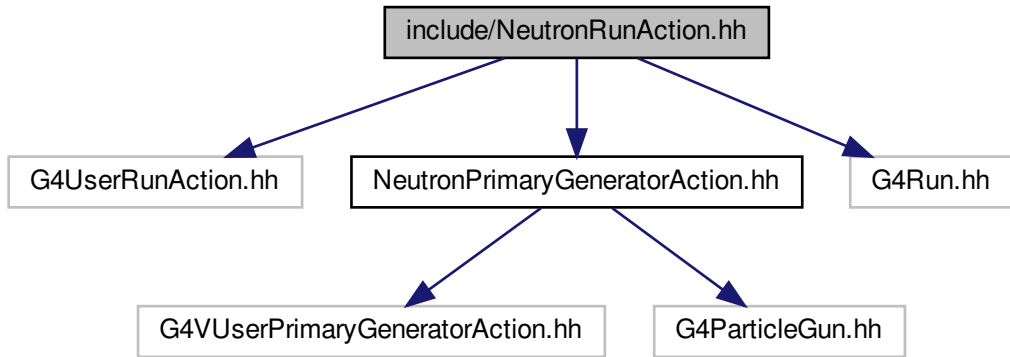 include/NeutronRunAction.hh
G4UserRunAction.hh
NeutronPrimaryGeneratorAction.hh
G4Run.hh
G4VUserPrimaryGeneratorAction.hh
G4ParticleGun.hh